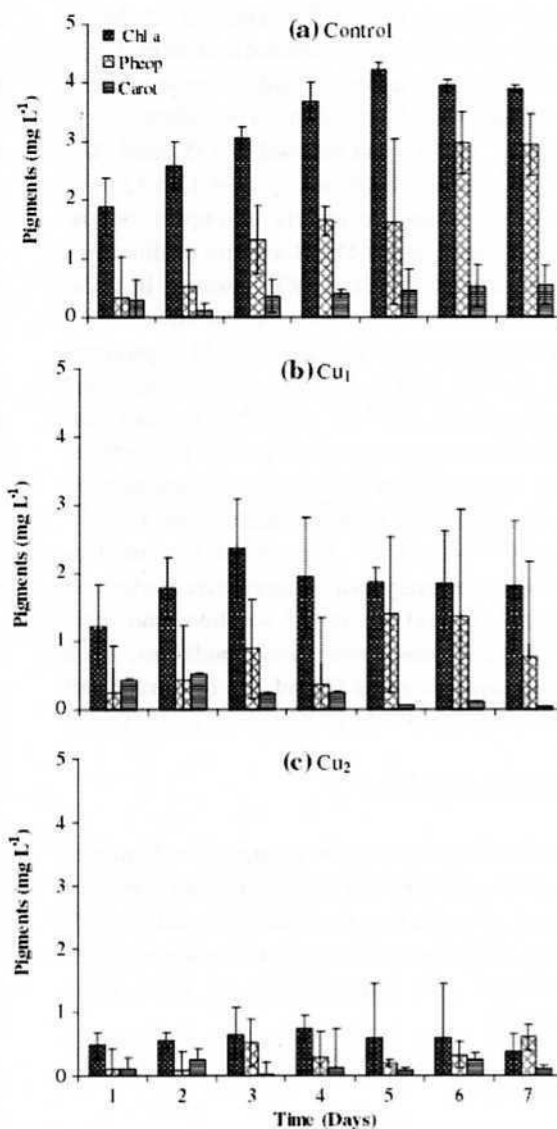 (a) Control
Chl a
Pheop
Carot
Pigments (mg L-1)
5
4
3
2
1
0
(b) Cu1
Pigments (mg L-1)
5
4
3
2
1
0
(c) Cu2
Pigments (mg L-1)
5
4
3
2
1
0
1 2 3 4 5 6 7
Time (Days)